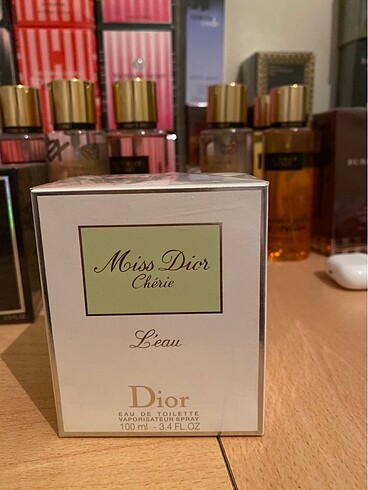 Miss Dior
Chérie
L'eau
Dior
EAU DE TOILETTE
VAPORISATEUR SPRAY
100 ml - 3.4 FL.OZ